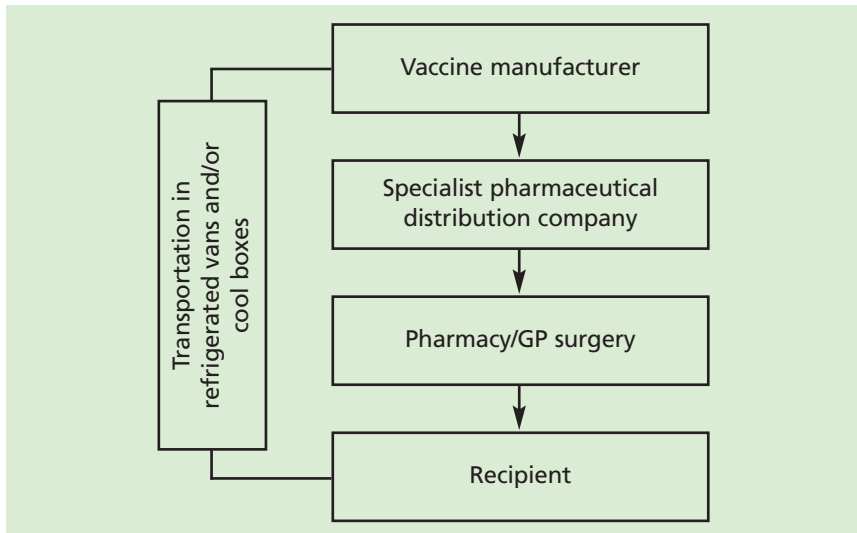 Vaccine manufacturer
Specialist pharmaceutical
distribution company
Pharmacy/GP surgery
Recipient
Transportation in
refrigerated vans and/or
cool boxes